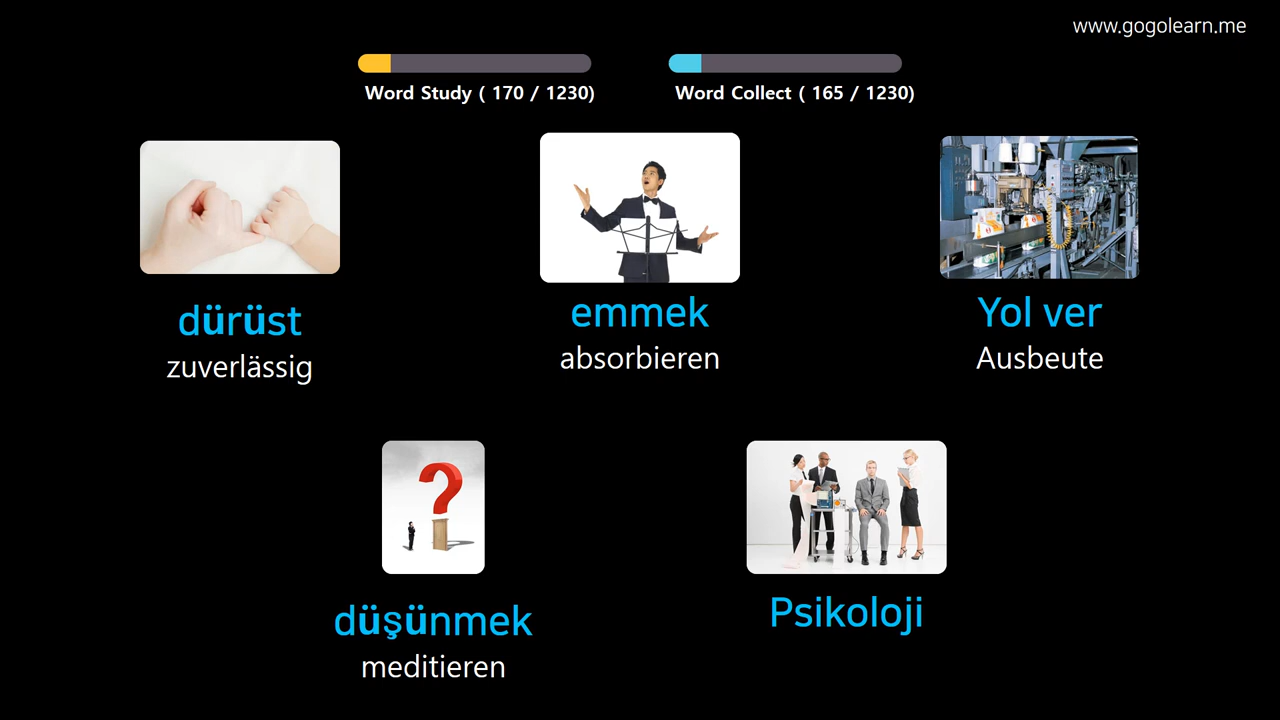 www.gogolearn.me
Word Study ( 170 / 1230)
Word Collect ( 165 / 1230)
dürüst
zuverlässig
emmek
absorbieren
Yol ver
Ausbeute
düşünmek
meditieren
Psikoloji